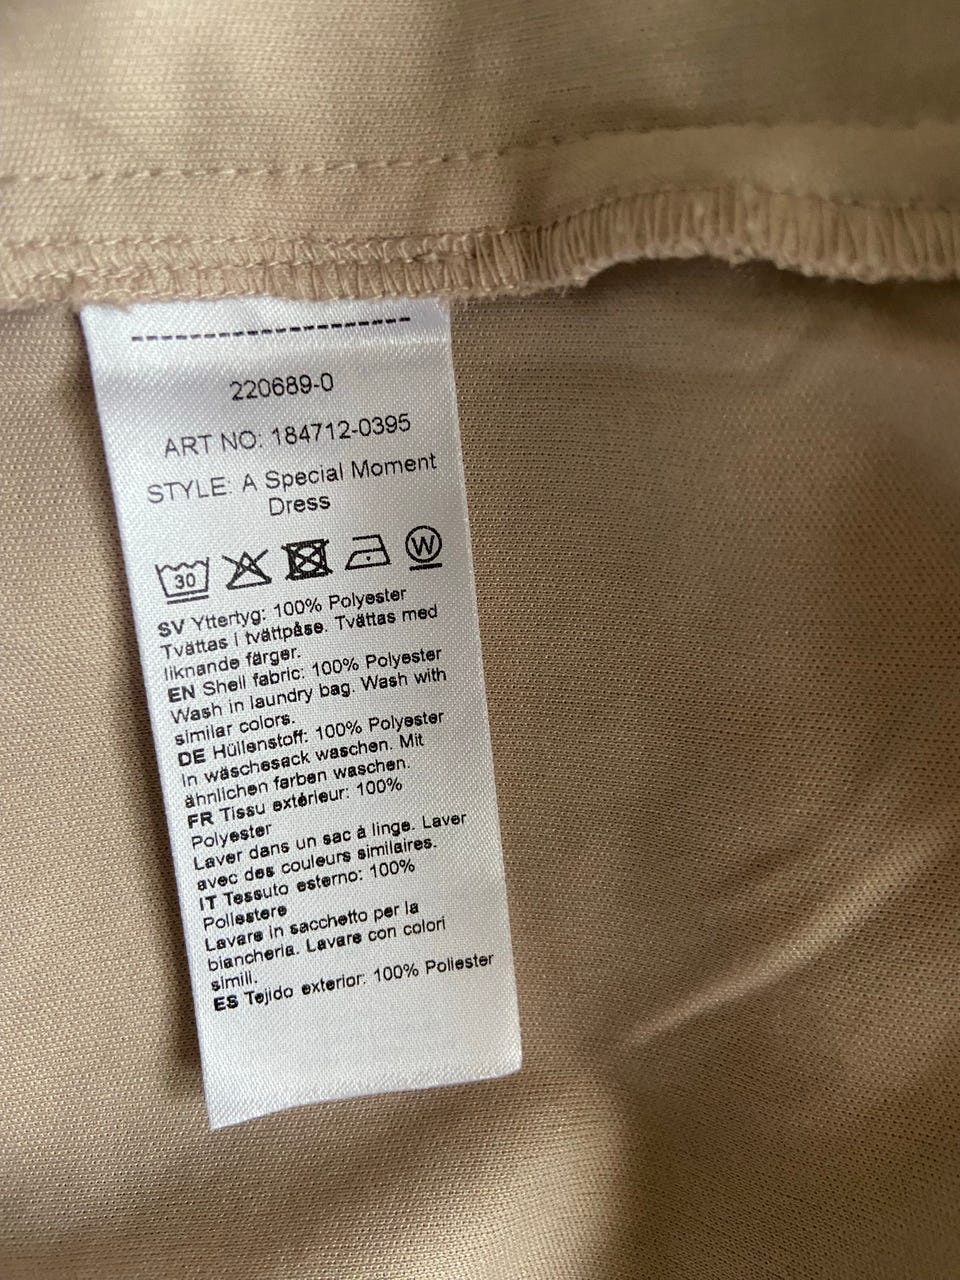 220689-0
ART NO: 184712-0395
STYLE: A Special Moment
Dress
30 W
SV Yttertyg: 100% Polyester
Tvättas i tvättpåse. Tvättas med
liknande färger.
EN Shell fabric: 100% Polyester
Wash in laundry bag. Wash with
similar colors.
DE Hüllenstoff: 100% Polyester
In wäschesack waschen. Mit
ähnlichen farben waschen.
FR Tissu extérieur: 100%
Polyester
Laver dans un sac à linge. Laver
avec des couleurs similaires.
IT Tessuto esterno: 100%
Poliestere
Lavare in sacchetto per la
biancheria. Lavare con colori
simili.
ES Tejido exterior: 100% Poliester